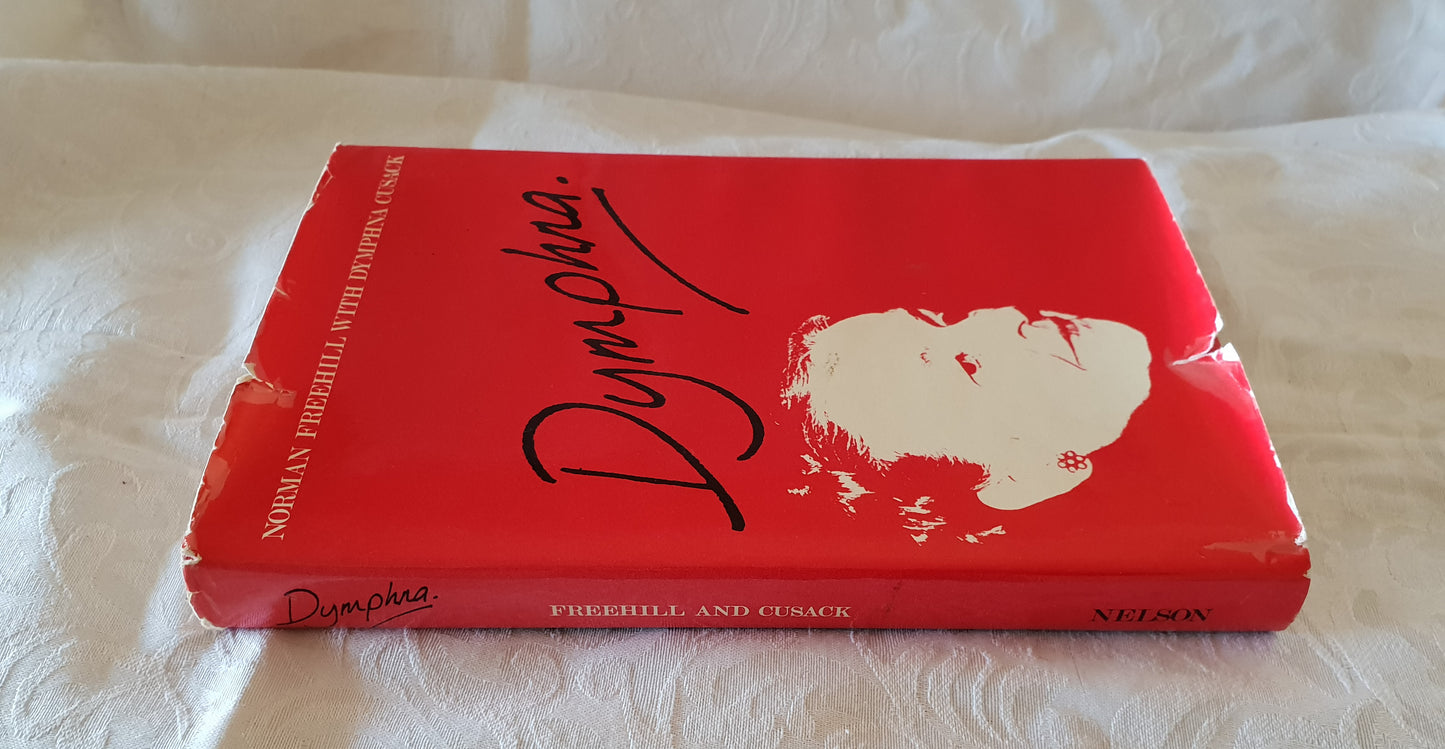 NORMAN FREEHILL WITH DYMPHNA CUSACK
Dymphna.
Dymphna.
FREEHILL AND CUSACK
NELSON